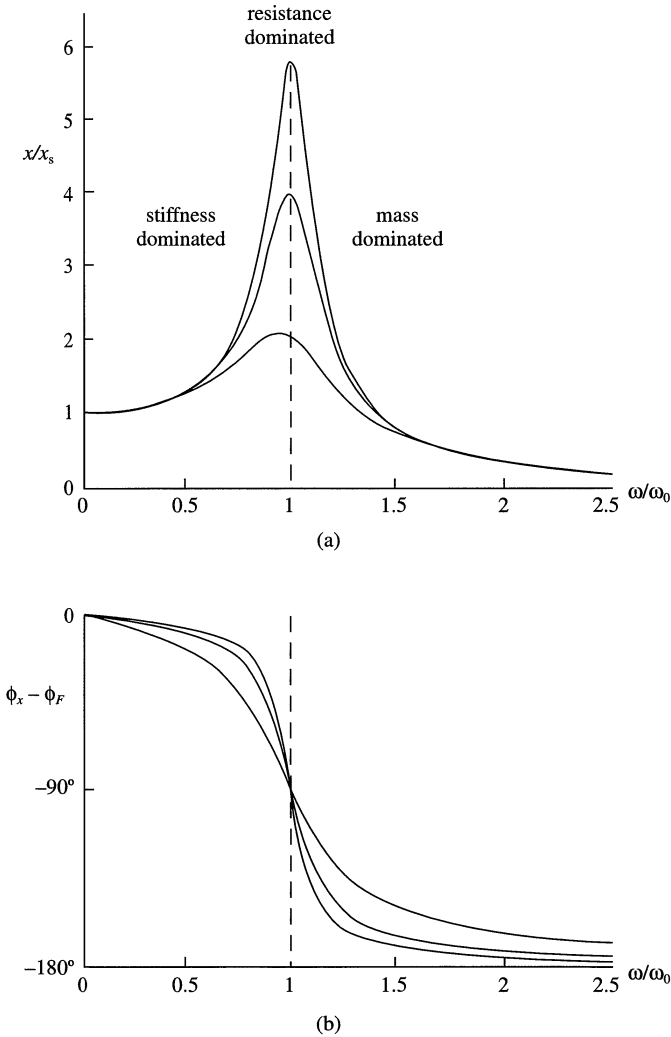 resistance
dominated
6
5
x/xₛ
4
stiffness
dominated
mass
dominated
3
2
1
0
0
0.5
1
1.5
2
2.5
ω/ω₀
(a)
0
ϕₓ – ϕ_F
–90º
–180º
0
0.5
1
1.5
2
2.5
ω/ω₀
(b)